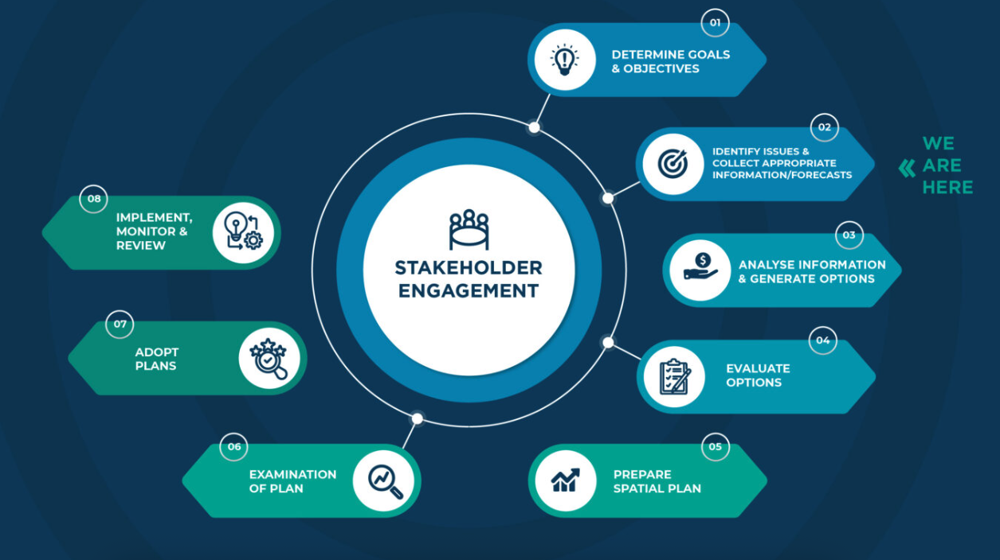 01
DETERMINE GOALS
& OBJECTIVES
02
IDENTIFY ISSUES &
COLLECT APPROPRIATE
INFORMATION/FORECASTS
WE
ARE
HERE
03
ANALYSE INFORMATION
& GENERATE OPTIONS
04
EVALUATE
OPTIONS
05
PREPARE
SPATIAL PLAN
06
EXAMINATION
OF PLAN
07
ADOPT
PLANS
08
IMPLEMENT,
MONITOR &
REVIEW
STAKEHOLDER
ENGAGEMENT
$